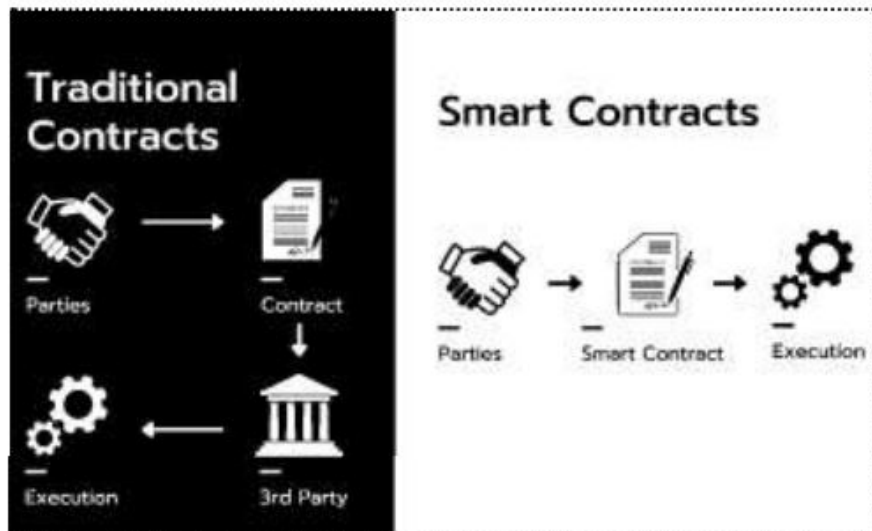 Traditional
Contracts
Parties
Contract
Execution
3rd Party
Smart Contracts
Parties
Smart Contract
Execution